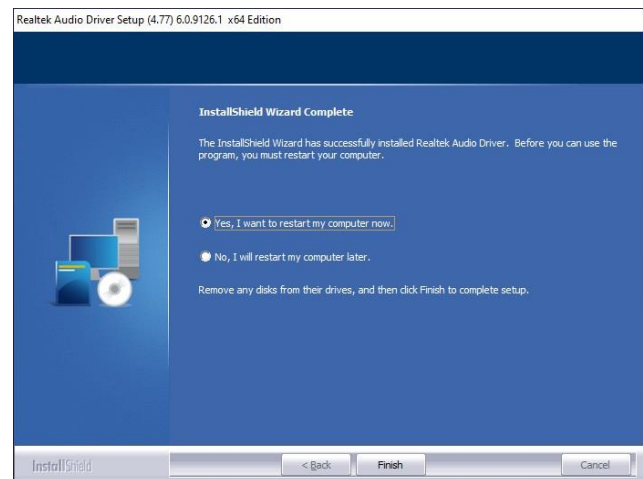 Realtek Audio Driver Setup (4.77) 6.0.9126.1 x64 Edition
InstallShield Wizard Complete
The InstallShield Wizard has successfully installed Realtek Audio Driver. Before you can use the
program, you must restart your computer.
Yes, I want to restart my computer now.
No, I will restart my computer later.
Remove any disks from their drives, and then click Finish to complete setup.
InstallShield
< Back
Finish
Cancel